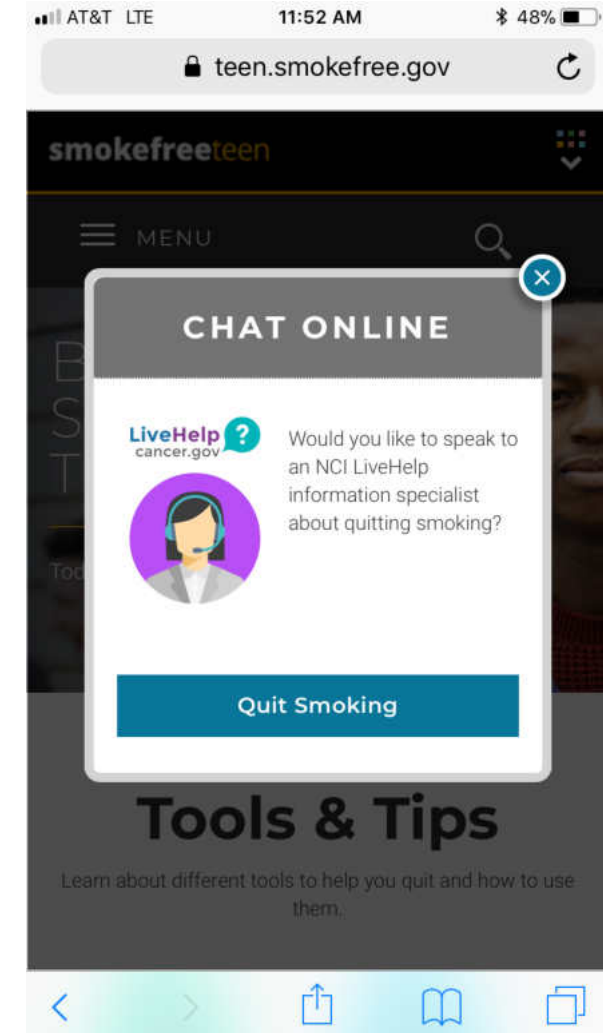 AT&T LTE 11:52 AM 48%
teen.smokefree.gov
smokefreeteen
MENU
CHAT ONLINE
LiveHelp ?
cancer.gov
Would you like to speak to
an NCI LiveHelp
information specialist
about quitting smoking?
B
S
T
Tod
Quit Smoking
Tools & Tips
Learn about different tools to help you quit and how to use
them.